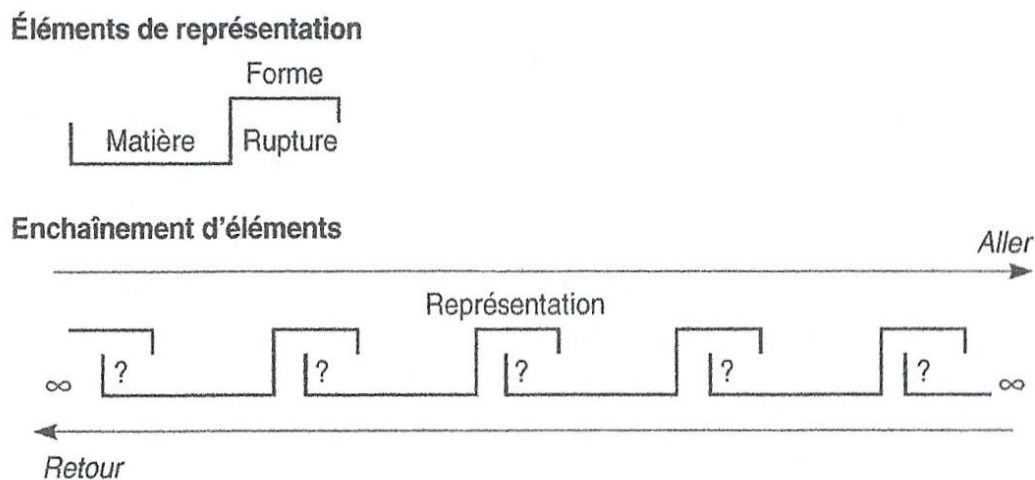 Éléments de représentation
Forme
Matière Rupture
Enchaînement d'éléments
Aller
Représentation
? ? ? ? ?
∞ ∞
Retour